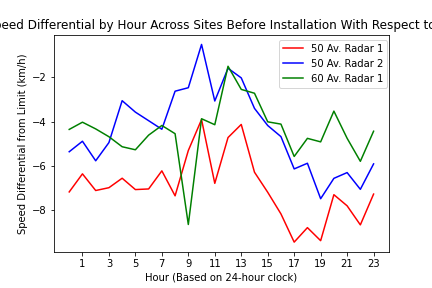 Speed Differential by Hour Across Sites Before Installation With Respect to
50 Av. Radar 1
50 Av. Radar 2
60 Av. Radar 1
Speed Differential from Limit (km/h)
−2
−4
−6
−8
1 3 5 7 9 11 13 15 17 19 21 23
Hour (Based on 24-hour clock)